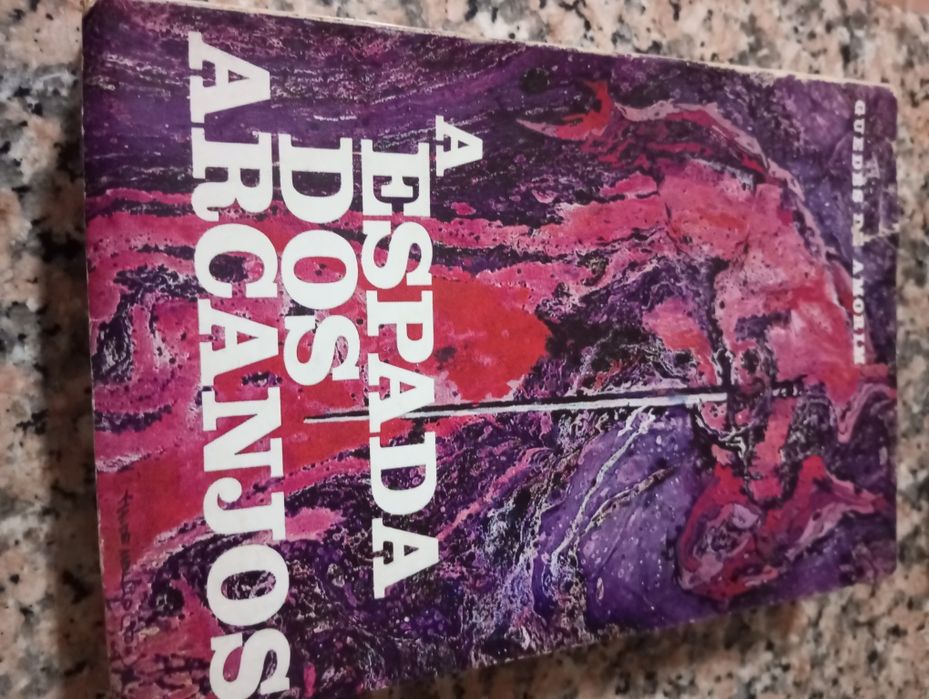 GUEDES DE AMORIM
A
ESPADA
DOS
ARCANJOS